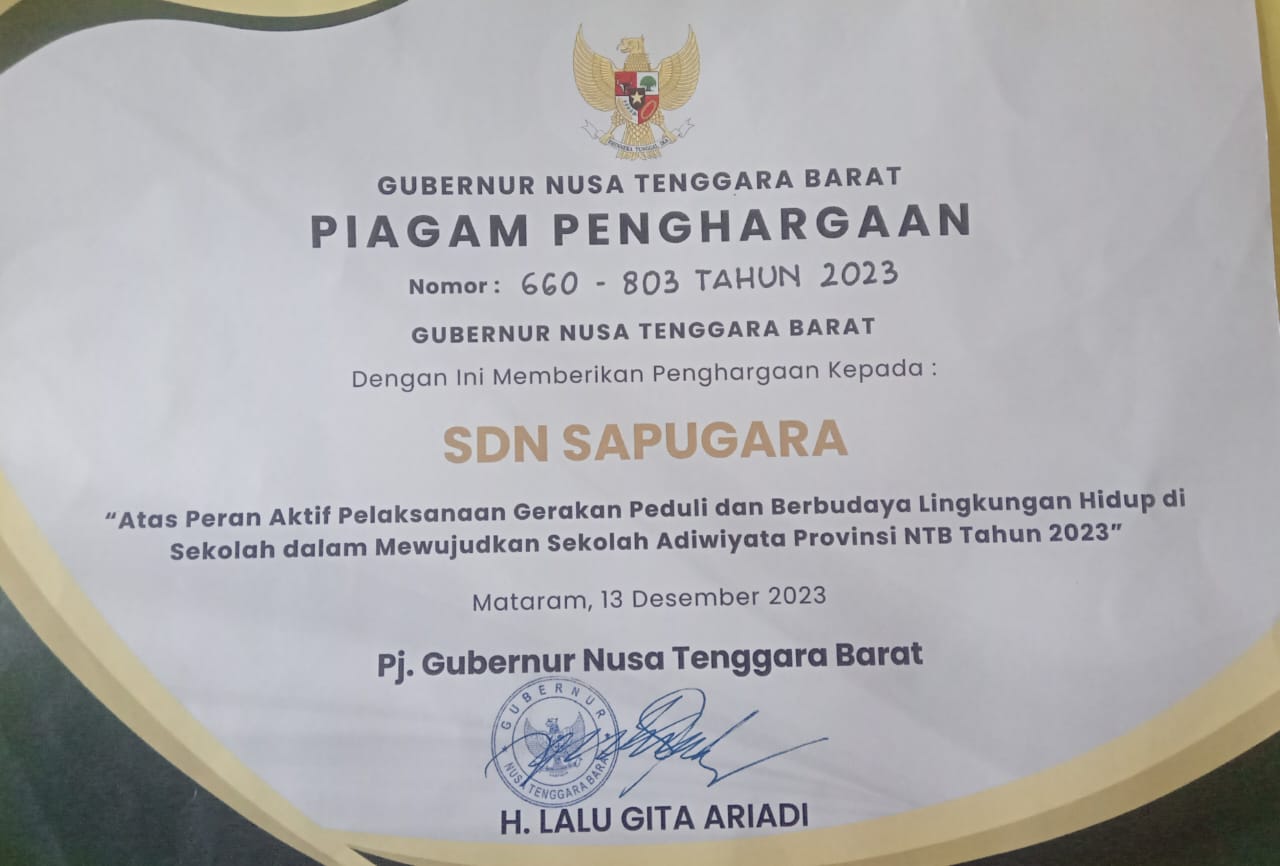 BHINNEKA TUNGGAL IKA
GUBERNUR NUSA TENGGARA BARAT
PIAGAM PENGHARGAAN
Nomor : 660 - 803 TAHUN 2023
GUBERNUR NUSA TENGGARA BARAT
Dengan Ini Memberikan Penghargaan Kepada :
SDN SAPUGARA
“Atas Peran Aktif Pelaksanaan Gerakan Peduli dan Berbudaya Lingkungan Hidup di
Sekolah dalam Mewujudkan Sekolah Adiwiyata Provinsi NTB Tahun 2023”
Mataram, 13 Desember 2023
Pj. Gubernur Nusa Tenggara Barat
GUBERNUR
NUSA TENGGARA BARAT
H. LALU GITA ARIADI